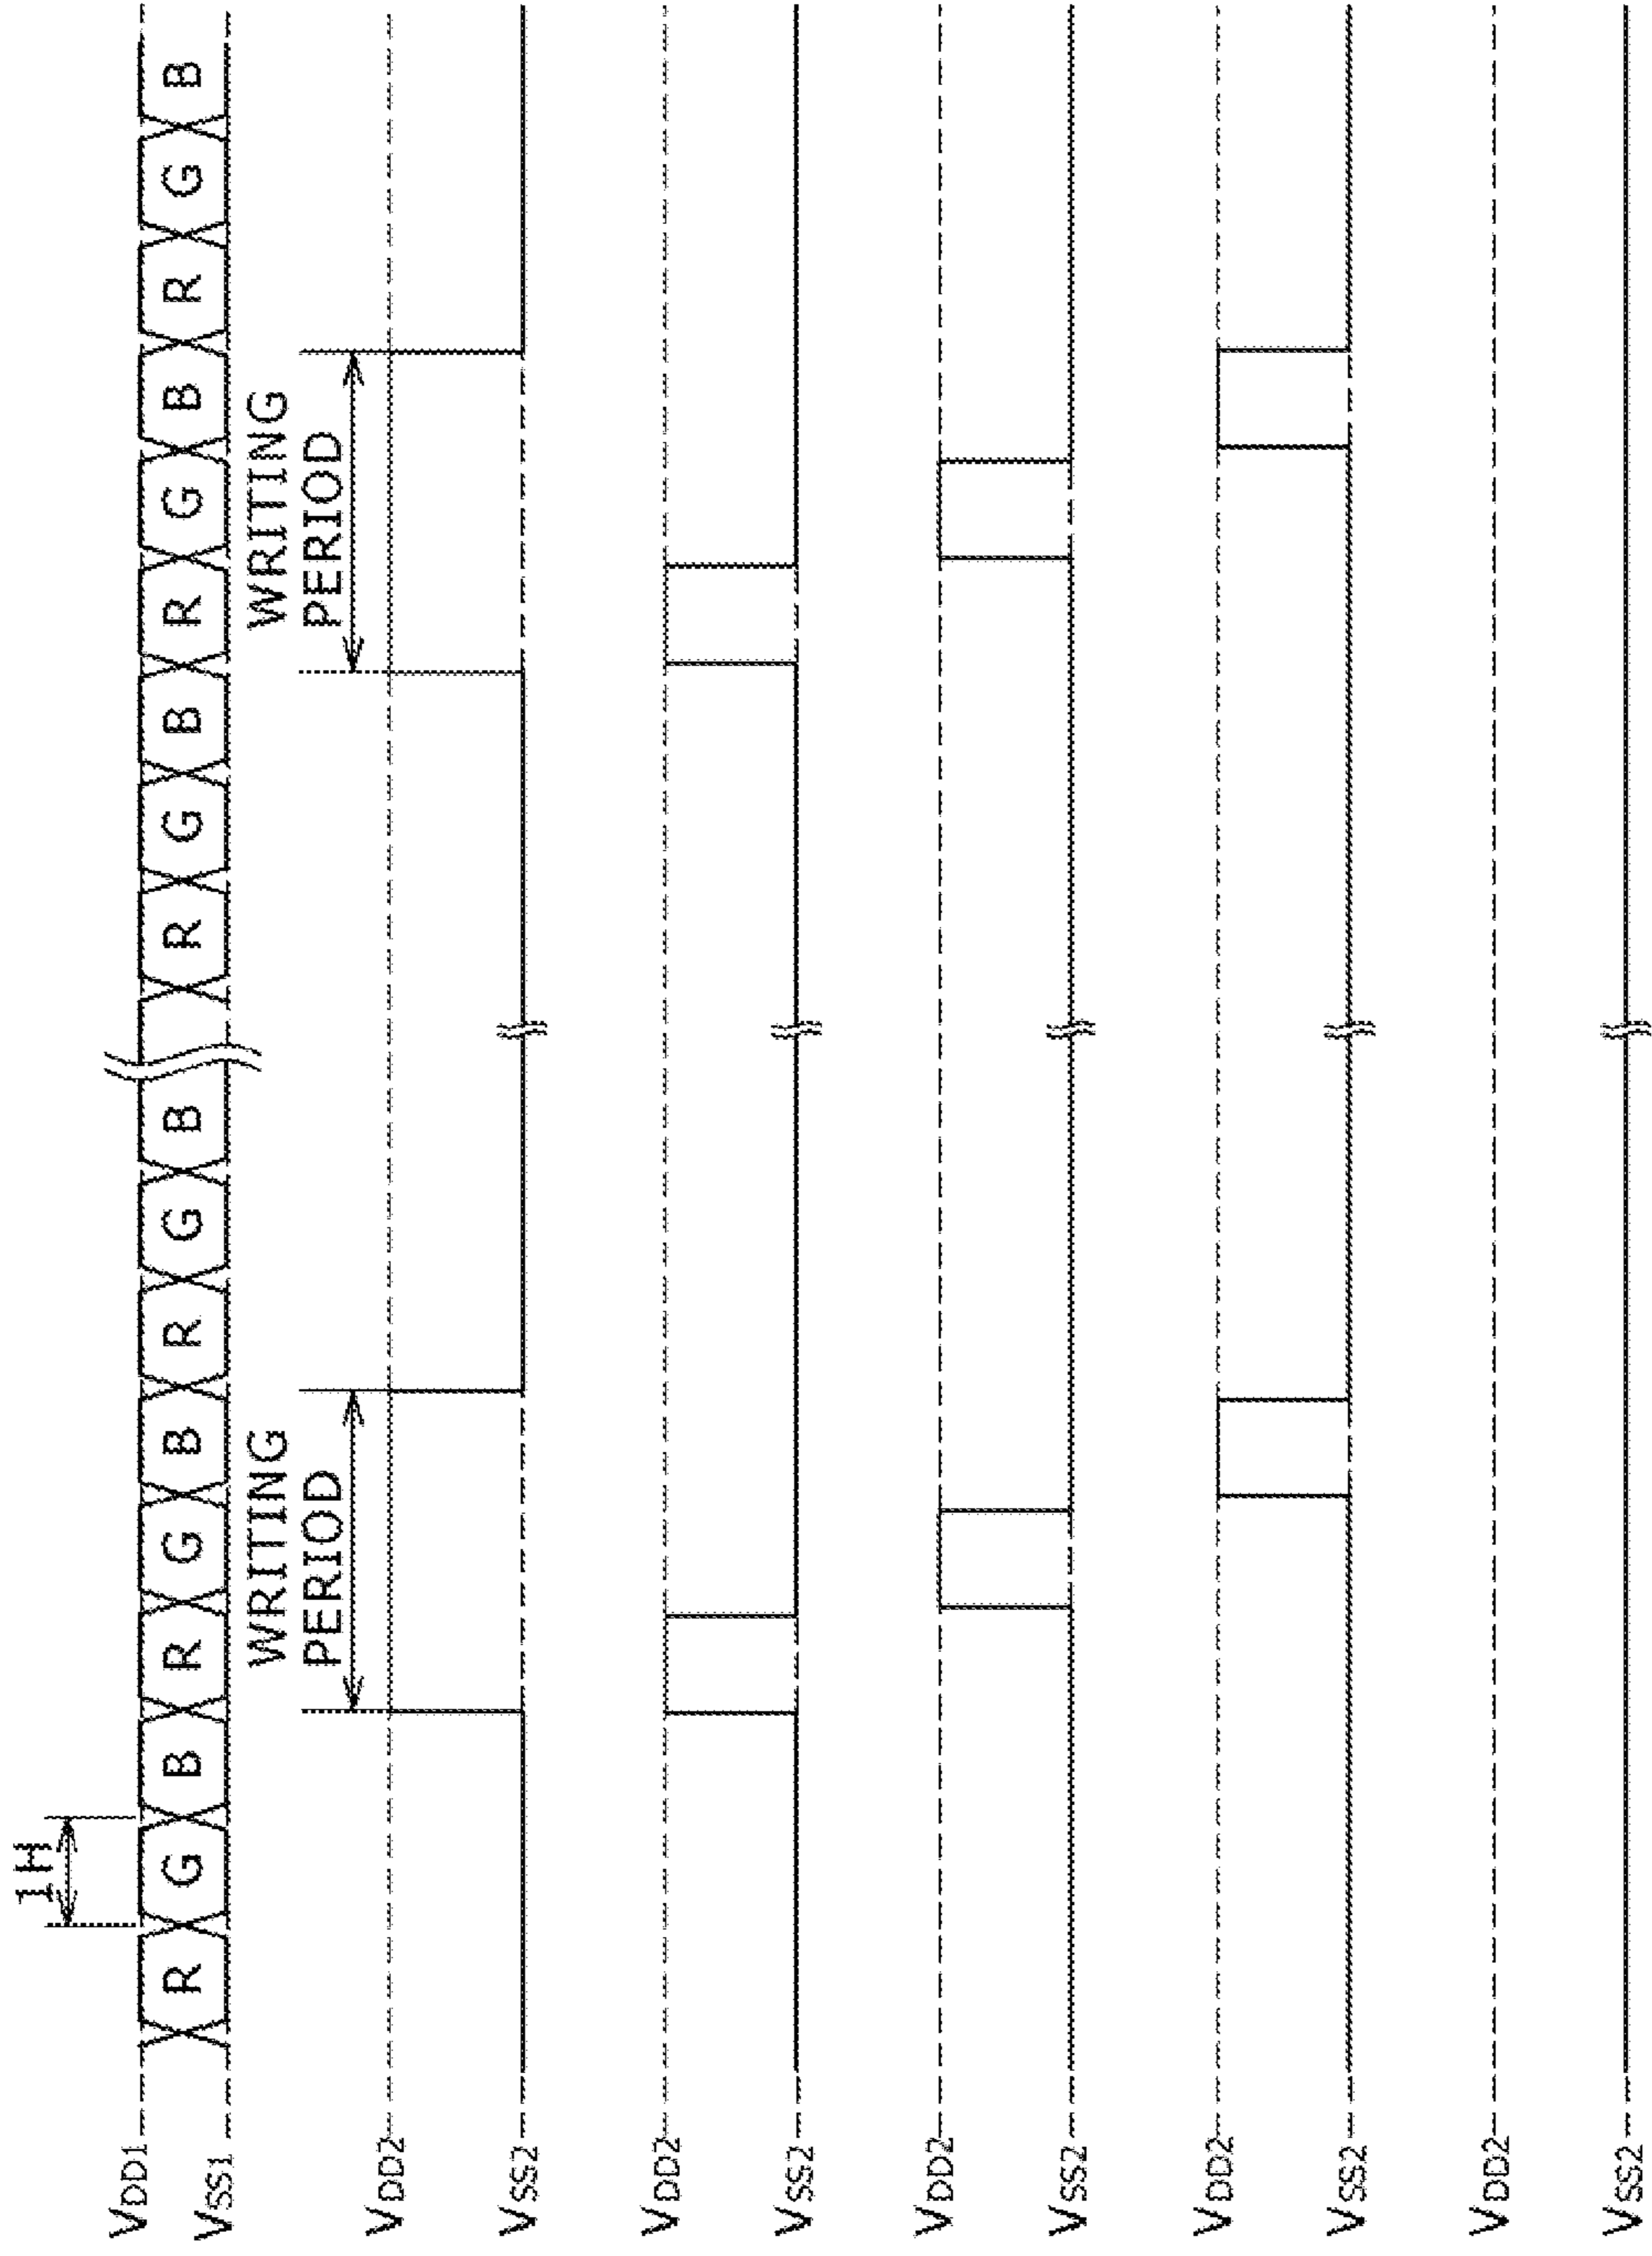 1H
VDD1
R G B R G B R G B R G B R G B R G B
VSS1
WRITING
PERIOD
WRITING
PERIOD
VDD2
VSS2
VDD2
VSS2
VDD2
VSS2
VDD2
VSS2
VDD2
VSS2